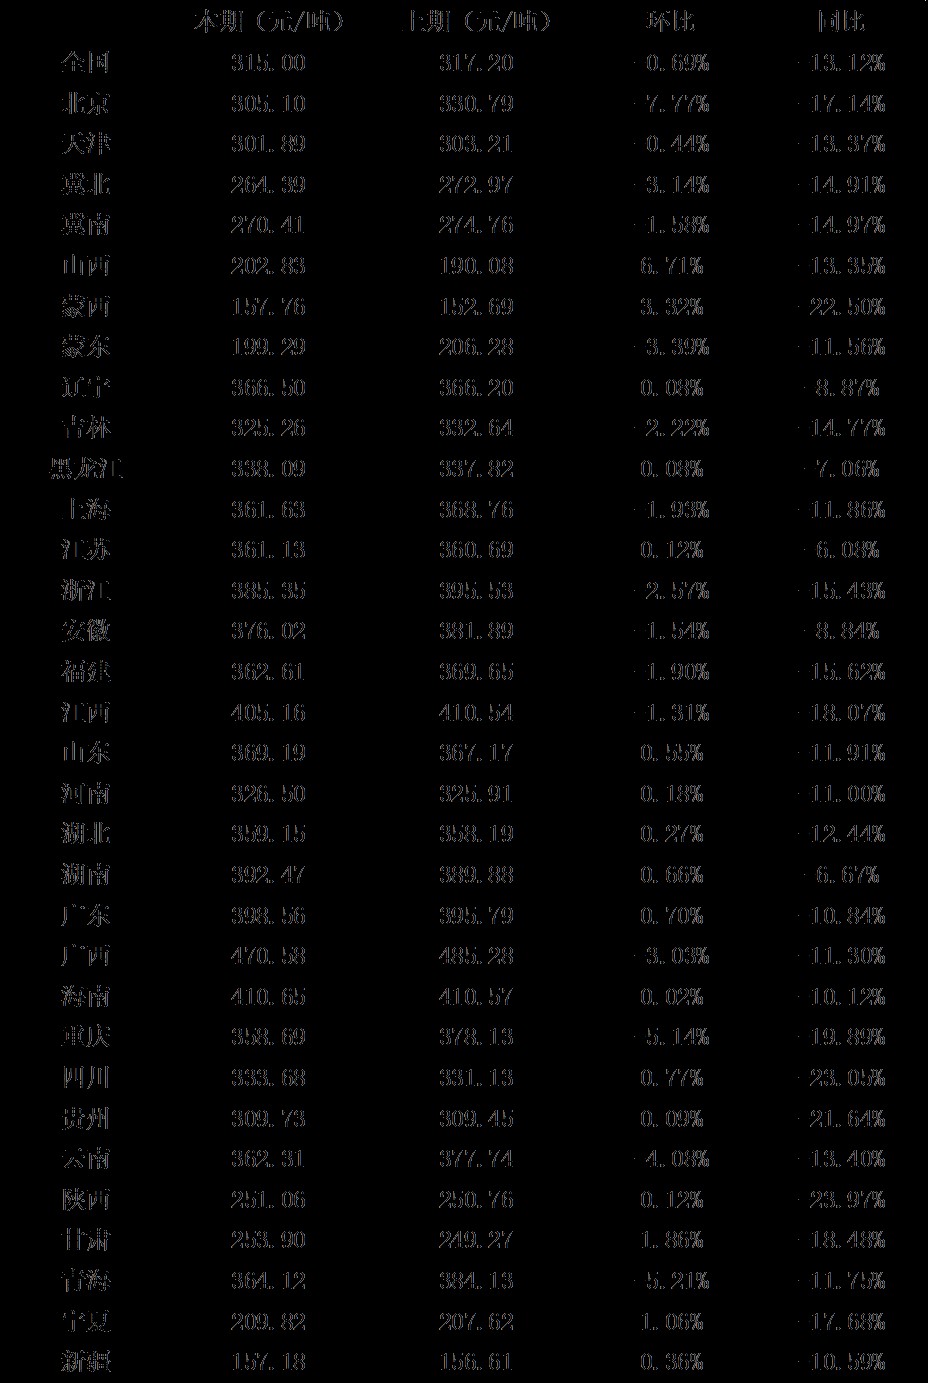 本期（元/吨） 上期（元/吨） 环比 同比
全国 315.00 317.20 -0.69% -13.12%
北京 305.10 330.79 -7.77% -17.14%
天津 301.89 303.21 -0.44% -13.37%
冀北 264.39 272.97 -3.14% -14.91%
冀南 270.41 274.76 -1.58% -14.97%
山西 202.83 190.08 6.71% -13.35%
蒙西 157.76 152.69 3.32% -22.50%
蒙东 199.29 206.28 -3.39% -11.56%
辽宁 366.50 366.20 0.08% -8.87%
吉林 325.26 332.64 -2.22% -14.77%
黑龙江 338.09 337.82 0.08% -7.06%
上海 361.63 368.76 -1.93% -11.86%
江苏 361.13 360.69 0.12% -6.08%
浙江 385.35 395.53 -2.57% -15.43%
安徽 376.02 381.89 -1.54% -8.84%
福建 362.61 369.65 -1.90% -15.62%
江西 405.16 410.54 -1.31% -18.07%
山东 369.19 367.17 0.55% -11.91%
河南 326.50 325.91 0.18% -11.00%
湖北 359.15 358.19 0.27% -12.44%
湖南 392.47 389.88 0.66% -6.67%
广东 398.56 395.79 0.70% -10.84%
广西 470.58 485.28 -3.03% -11.30%
海南 410.65 410.57 0.02% -10.12%
重庆 358.69 378.13 -5.14% -19.89%
四川 333.68 331.13 0.77% -23.05%
贵州 309.73 309.45 0.09% -21.64%
云南 362.31 377.74 -4.08% -13.40%
陕西 251.06 250.76 0.12% -23.97%
甘肃 253.90 249.27 1.86% -18.48%
青海 364.12 384.13 -5.21% -11.75%
宁夏 209.82 207.62 1.06% -17.68%
新疆 157.18 156.61 0.36% -10.59%